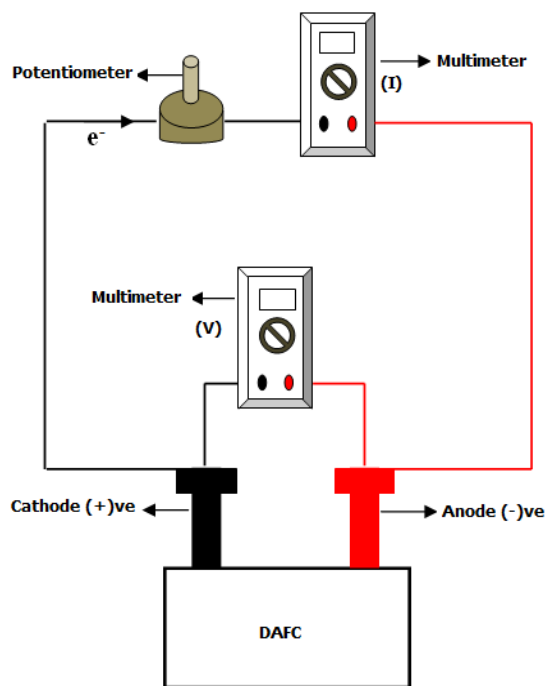 Potentiometer
Multimeter
(I)
e-
Multimeter
(V)
Cathode (+)ve
Anode (-)ve
DAFC